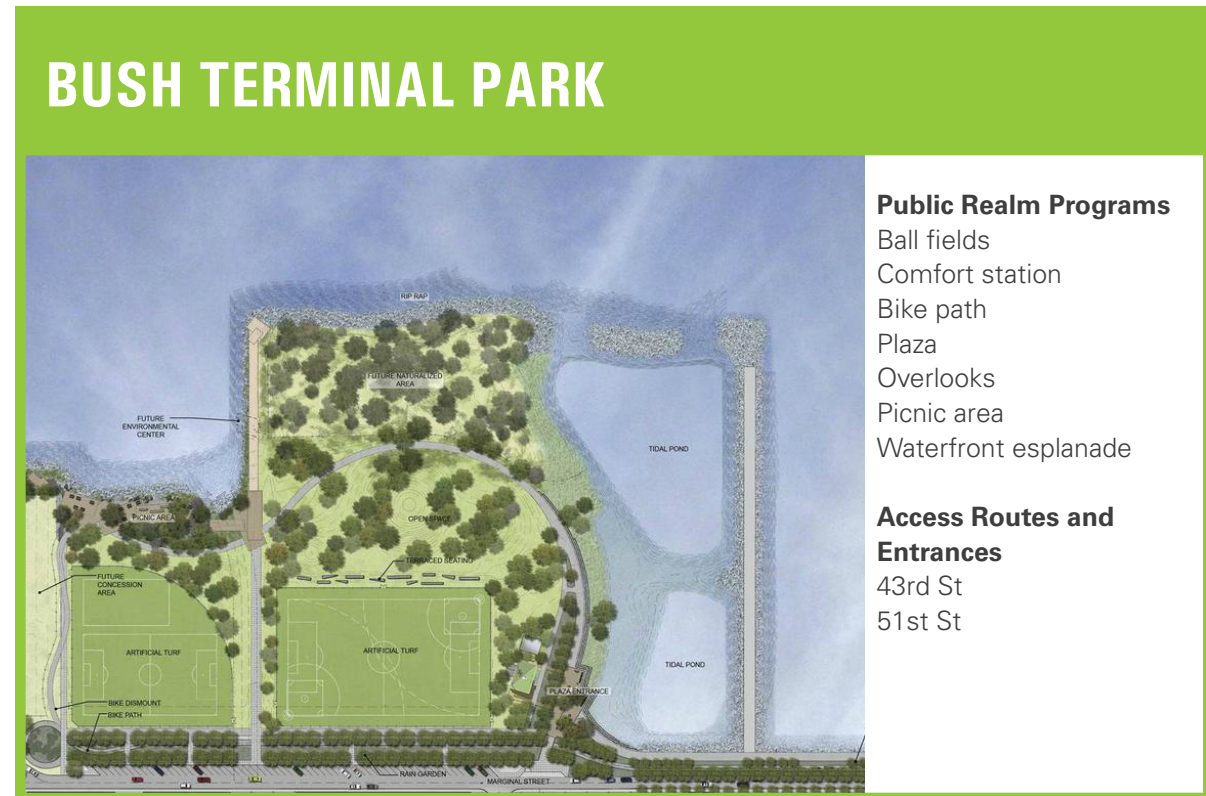 BUSH TERMINAL PARK
RIP RAP
FUTURE NATURALIZED
AREA
FUTURE
ENVIRONMENTAL
CENTER
TIDAL POND
PICNIC AREA
OPEN SPACE
TERRACED SEATING
FUTURE
CONCESSION
AREA
ARTIFICIAL TURF
ARTIFICIAL TURF
TIDAL POND
PLAZA ENTRANCE
BIKE DISMOUNT
BIKE PATH
RAIN GARDEN
MARGINAL STREET
Public Realm Programs
Ball fields
Comfort station
Bike path
Plaza
Overlooks
Picnic area
Waterfront esplanade
Access Routes and
Entrances
43rd St
51st St